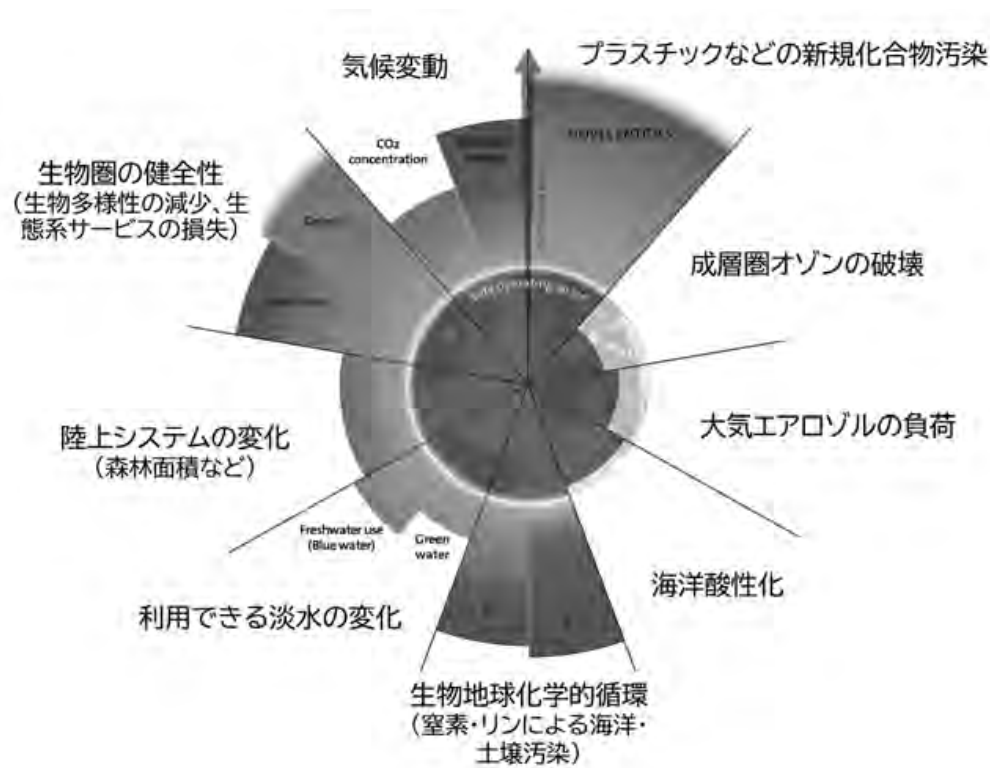 気候変動
プラスチックなどの新規化合物汚染
CO₂
concentration
生物圏の健全性
(生物多様性の減少、生
態系サービスの損失)
成層圏オゾンの破壊
陸上システムの変化
(森林面積など)
大気エアロゾルの負荷
Freshwater use
(Blue water)
Green
water
利用できる淡水の変化
海洋酸性化
生物地球化学的循環
(窒素・リンによる海洋・
土壌汚染)